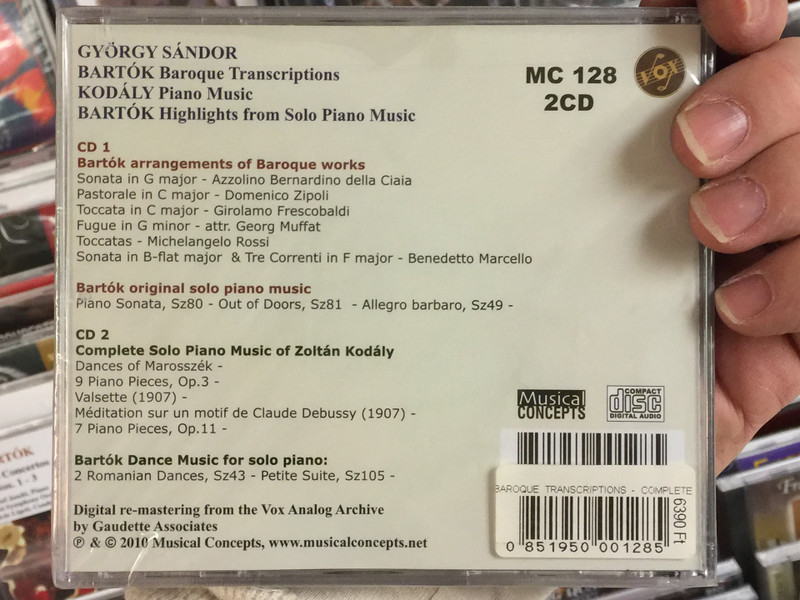 GYÖRGY SÁNDOR
BARTÓK Baroque Transcriptions
KODÁLY Piano Music
BARTÓK Highlights from Solo Piano Music
MC 128
2CD
VOX
CD 1
Bartók arrangements of Baroque works
Sonata in G major - Azzolino Bernardino della Ciaia
Pastorale in C major - Domenico Zipoli
Toccata in C major - Girolamo Frescobaldi
Fugue in G minor - attr. Georg Muffat
Toccatas - Michelangelo Rossi
Sonata in B-flat major & Tre Correnti in F major - Benedetto Marcello
Bartók original solo piano music
Piano Sonata, Sz80 - Out of Doors, Sz81 - Allegro barbaro, Sz49 -
CD 2
Complete Solo Piano Music of Zoltán Kodály
Dances of Marosszék -
9 Piano Pieces, Op.3 -
Valsette (1907) -
Méditation sur un motif de Claude Debussy (1907) -
7 Piano Pieces, Op.11 -
Bartók Dance Music for solo piano:
2 Romanian Dances, Sz43 - Petite Suite, Sz105 -
Digital re-mastering from the Vox Analog Archive
by Gaudette Associates
℗ & © 2010 Musical Concepts, www.musicalconcepts.net
Musical
CONCEPTS
COMPACT
disc
DIGITAL AUDIO
BAROQUE TRANSCRIPTIONS - COMPLETE
6390 Ft
0 851950 001285